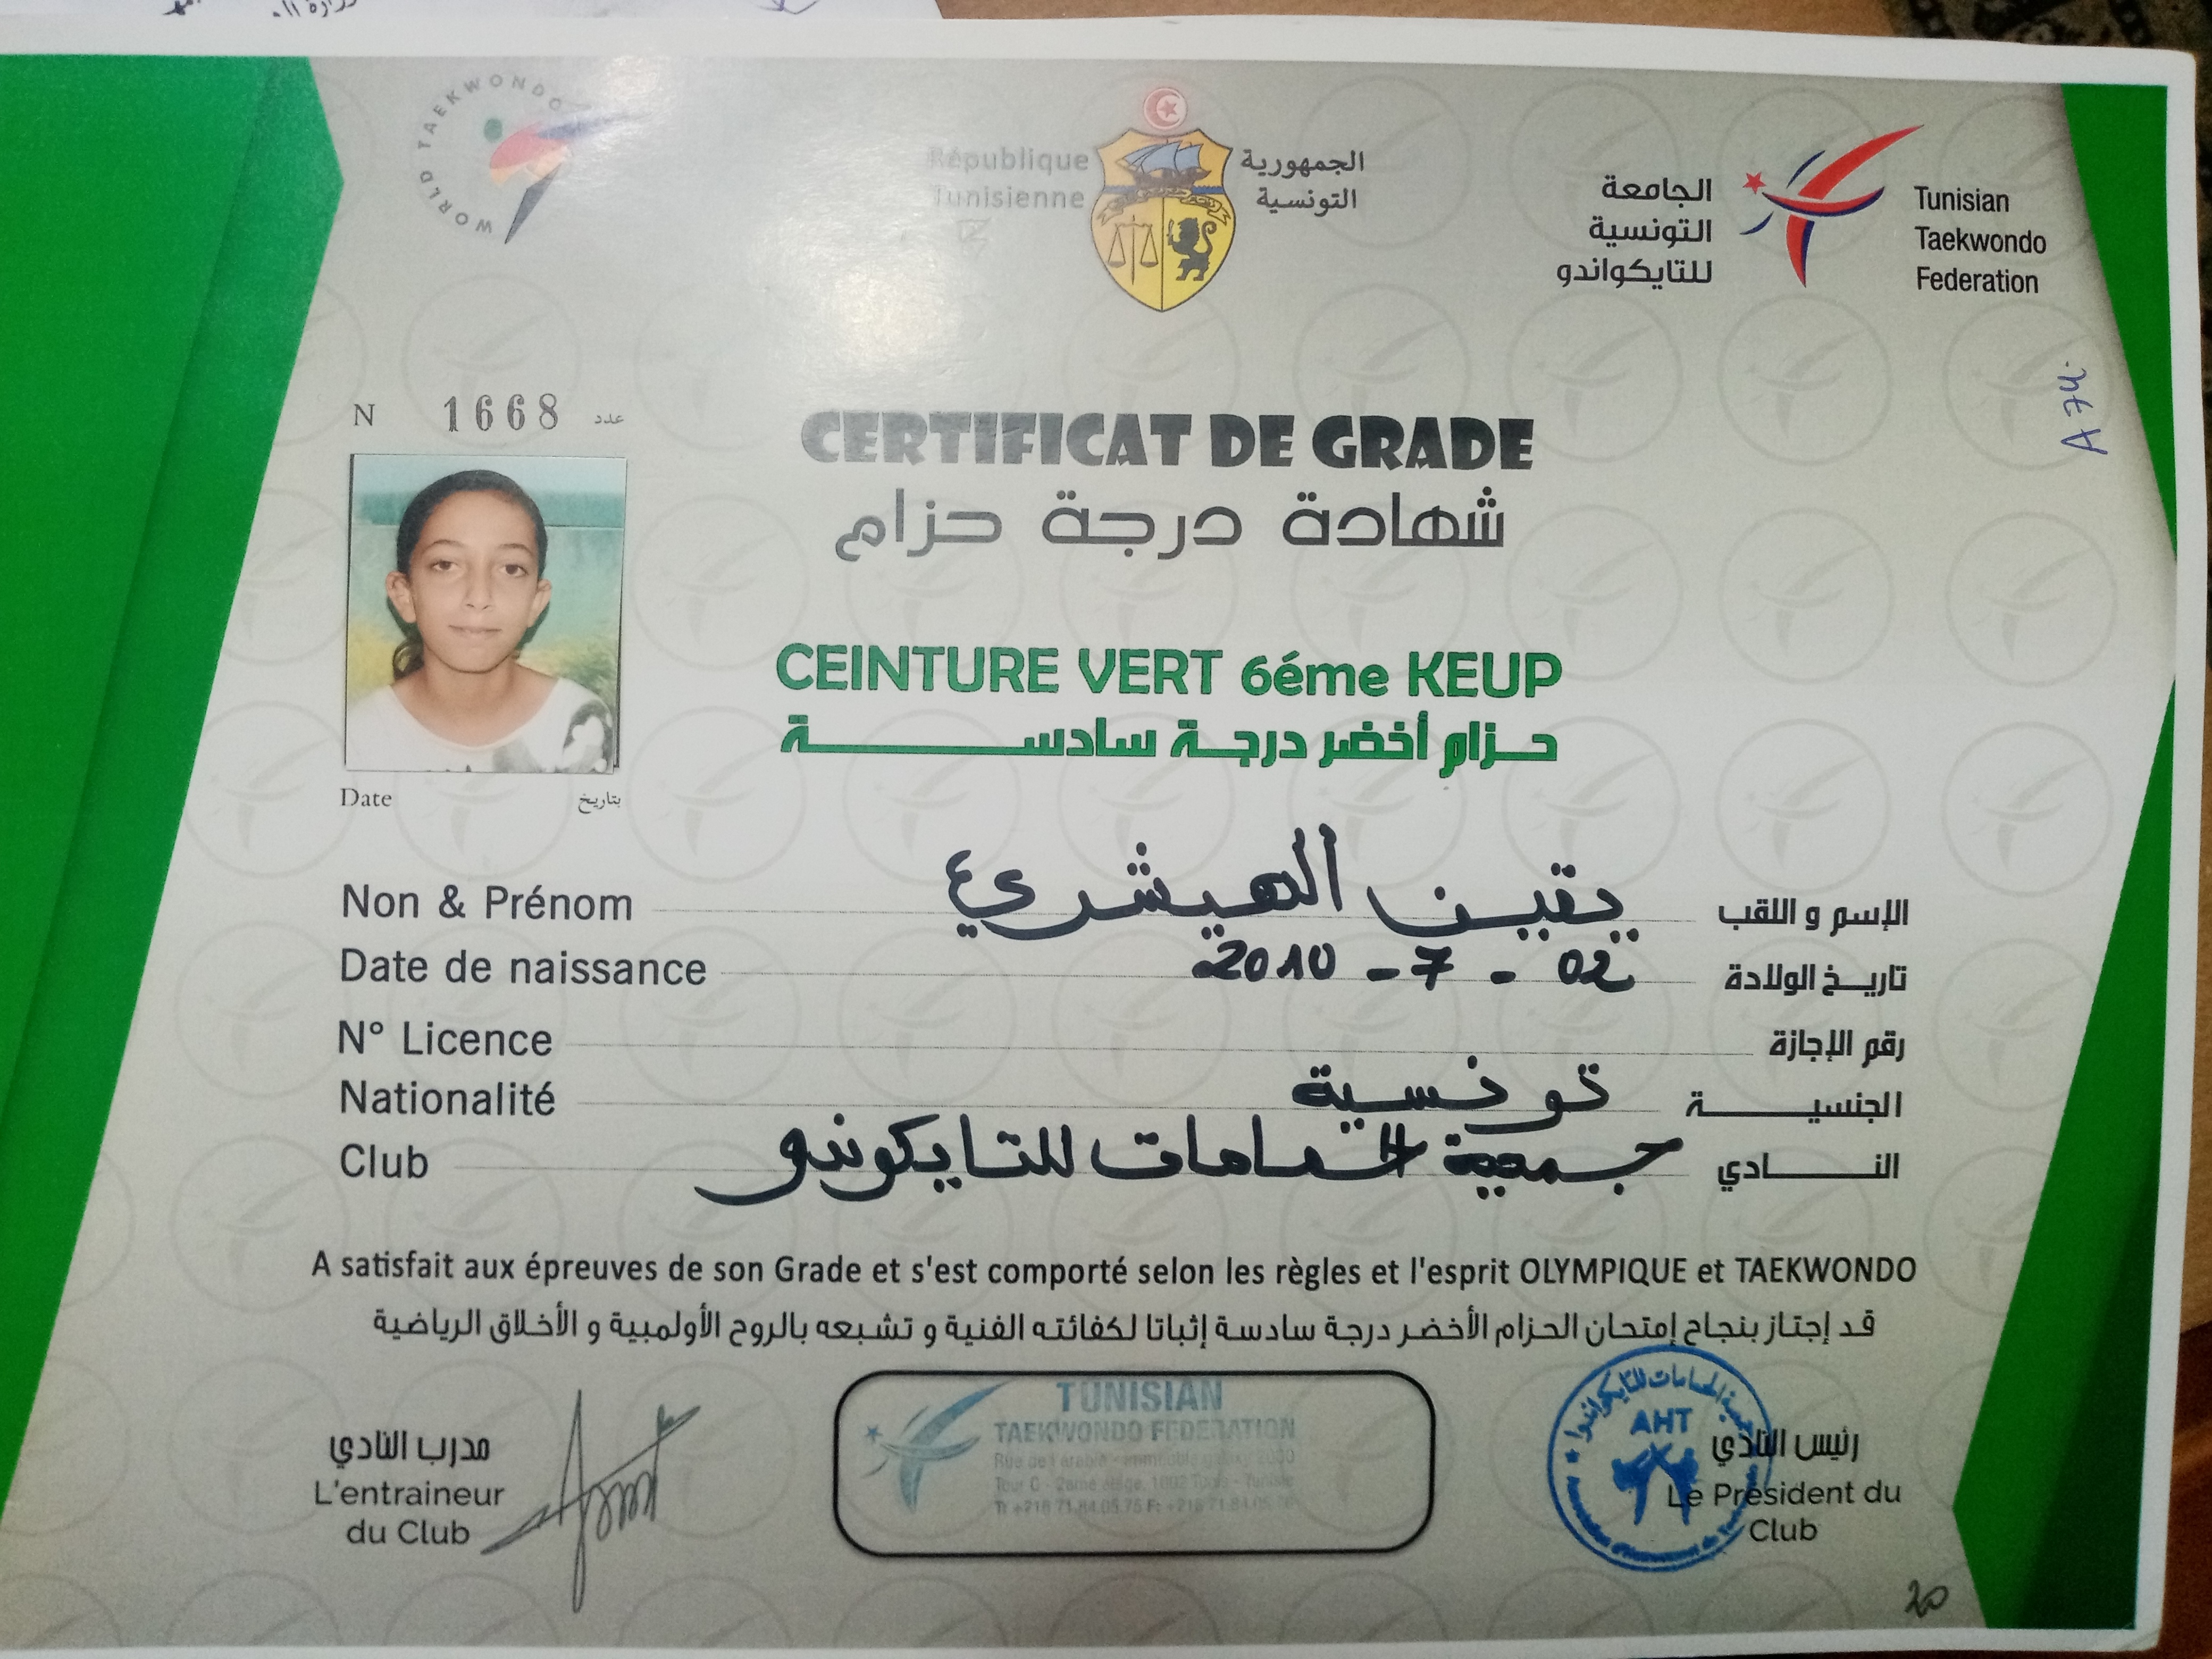 WORLD TAEKWONDO
République
Tunisienne
الجمهورية
التونسية
الجامعة
التونسية
للتايكواندو
Tunisian
Taekwondo
Federation
N 1668 عدد
CERTIFICAT DE GRADE
شهادة درجة حزام
CEINTURE VERT 6éme KEUP
حزام أخضر درجة سادسة
Date بتاريخ
Non & Prénom يقين الهيشري الإسم و اللقب
Date de naissance 02 - 7 - 2010 تاريخ الولادة
N° Licence رقم الإجازة
Nationalité تونسية الجنسية
Club جمعية الحمامات للتايكوندو النادي
A satisfait aux épreuves de son Grade et s'est comporté selon les règles et l'esprit OLYMPIQUE et TAEKWONDO
قد إجتاز بنجاح إمتحان الحزام الأخضر درجة سادسة إثباتا لكفائته الفنية و تشبعه بالروح الأولمبية و الأخلاق الرياضية
مدرب النادي
L'entraineur
du Club
TUNISIAN
TAEKWONDO FEDERATION
الحمامات للتايكواندو
AHT
رئيس النادي
Le Président du
Club
20